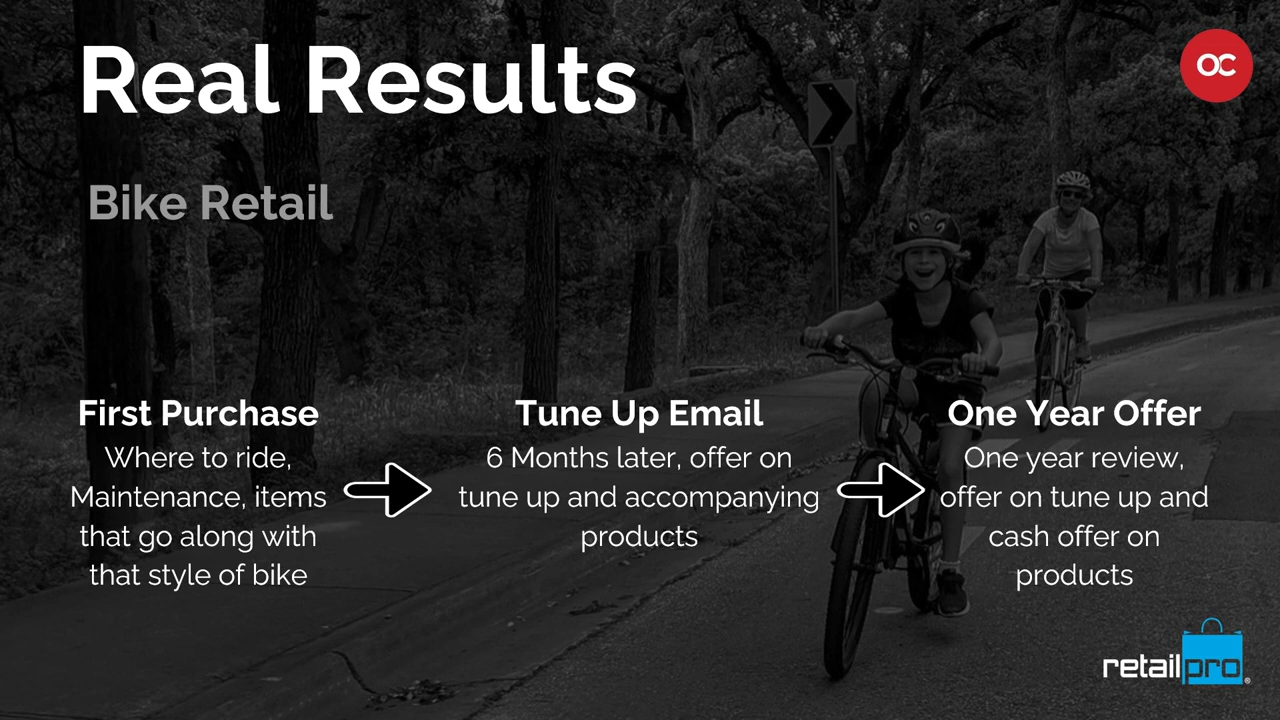 Real Results
OC
Bike Retail
First Purchase
Where to ride,
Maintenance, items
that go along with
that style of bike
Tune Up Email
6 Months later, offer on
tune up and accompanying
products
One Year Offer
One year review,
offer on tune up and
cash offer on
products
retailpro®